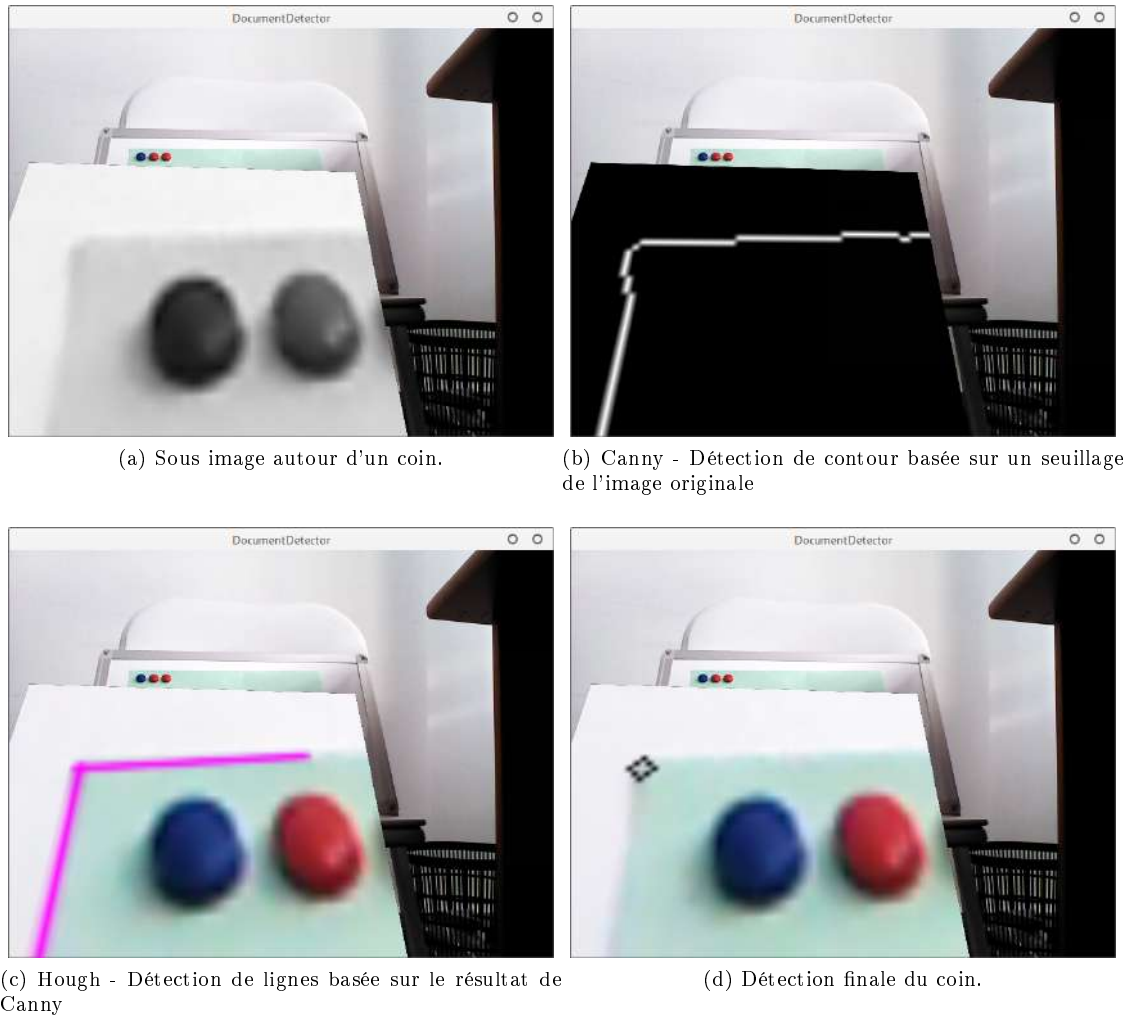 DocumentDetector
DocumentDetector
(a) Sous image autour d'un coin.
(b) Canny - Détection de contour basée sur un seuillage
de l'image originale
DocumentDetector
DocumentDetector
(c) Hough - Détection de lignes basée sur le résultat de
Canny
(d) Détection finale du coin.